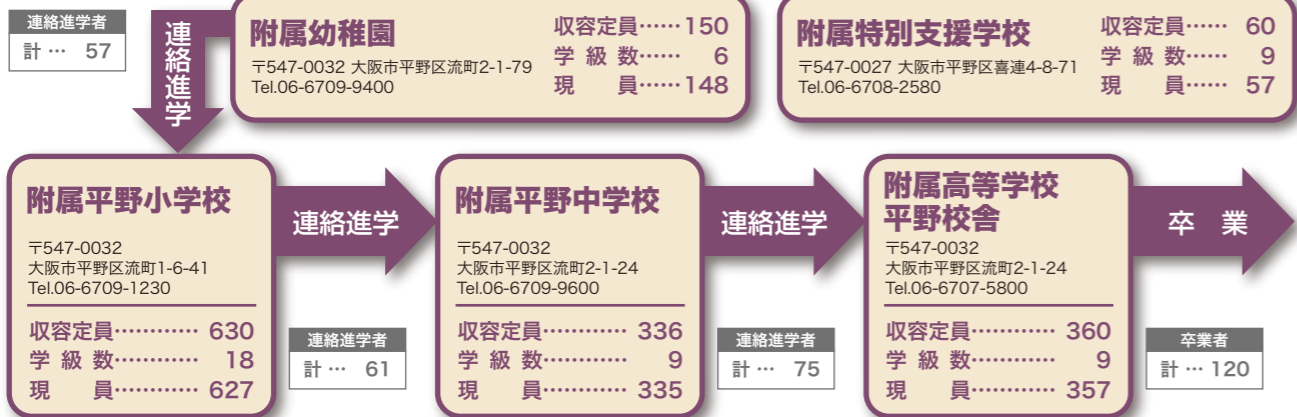 連絡進学者
計… 57
連絡進学
附属幼稚園
〒547-0032 大阪市平野区流町2-1-79
Tel.06-6709-9400
収容定員……150
学級数…… 6
現員……148
附属特別支援学校
〒547-0027 大阪市平野区喜連4-8-71
Tel.06-6708-2580
収容定員…… 60
学級数…… 9
現員…… 57
附属平野小学校
〒547-0032
大阪市平野区流町1-6-41
Tel.06-6709-1230
収容定員………… 630
学級数………… 18
現員………… 627
連絡進学
連絡進学者
計… 61
附属平野中学校
〒547-0032
大阪市平野区流町2-1-24
Tel.06-6709-9600
収容定員………… 336
学級数………… 9
現員………… 335
連絡進学
連絡進学者
計… 75
附属高等学校
平野校舎
〒547-0032
大阪市平野区流町2-1-24
Tel.06-6707-5800
収容定員………… 360
学級数………… 9
現員………… 357
卒業
卒業者
計…120